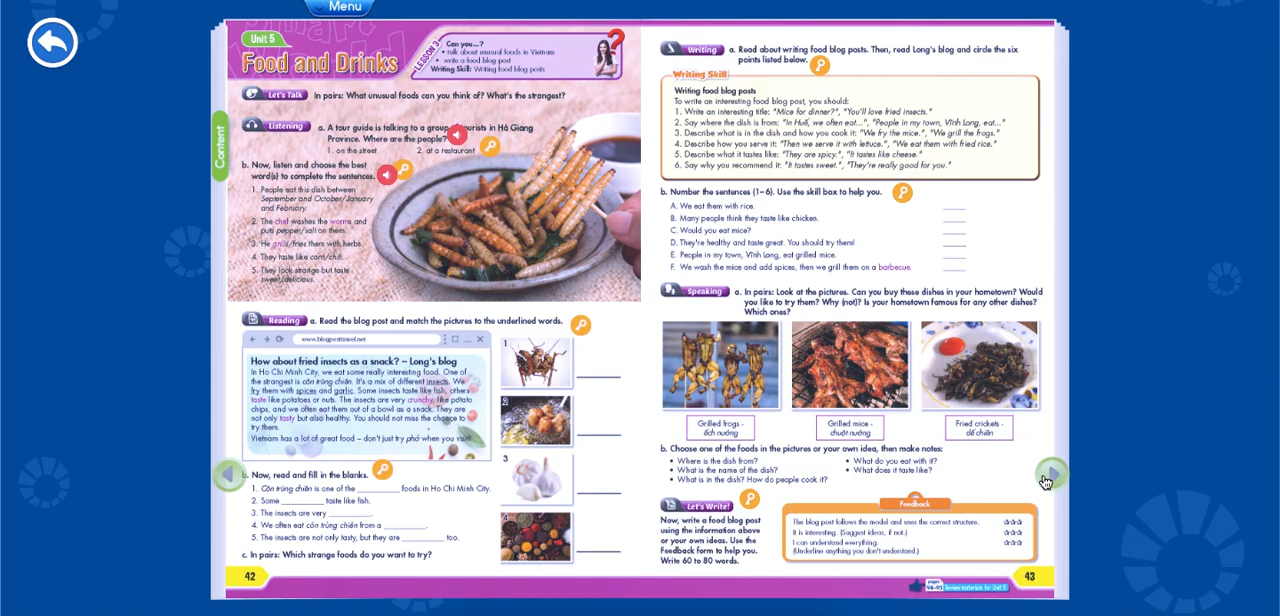 Menu
Unit 5
Food and Drinks
LESSON 3
Can you...?
• talk about unusual foods in Vietnam
• write a food blog post
Writing Skill: Writing food blog posts
Content
Let's Talk
In pairs: What unusual foods can you think of? What's the strangest?
Listening
a. A tour guide is talking to a group tourists in Hà Giang
Province. Where are the people?
1. on the street
2. at a restaurant
b. Now, listen and choose the best
word(s) to complete the sentences.
1. People eat this dish between
September and October/January
and February.
2. The chef washes the worms and
puts pepper/salt on them.
3. He grills/fries them with herbs.
4. They taste like corn/chili.
5. They look strange but taste
sweet/delicious.
Reading
a. Read the blog post and match the pictures to the underlined words.
www.blogpostravel.net
How about fried insects as a snack? – Long's blog
In Ho Chi Minh City, we eat some really interesting food. One of
the strangest is côn trùng chiên. It's a mix of different insects. We
fry them with spices and garlic. Some insects taste like fish, others
taste like potatoes or nuts. The insects are very crunchy, like potato
chips, and we often eat them out of a bowl as a snack. They are
not only tasty but also healthy. You should not miss the chance to
try them.
Vietnam has a lot of great food – don't just try phở when you visit!
1
2
3
4
b. Now, read and fill in the blanks.
1. Côn trùng chiên is one of the __________ foods in Ho Chi Minh City.
2. Some __________ taste like fish.
3. The insects are very __________.
4. We often eat côn trùng chiên from a __________.
5. The insects are not only tasty, but they are __________ too.
c. In pairs: Which strange foods do you want to try?
42
Writing
a. Read about writing food blog posts. Then, read Long's blog and circle the six
points listed below.
Writing Skill
Writing food blog posts
To write an interesting food blog post, you should:
1. Write an interesting title: "Mice for dinner?", "You'll love fried insects."
2. Say where the dish is from: "In Huế, we often eat...", "People in my town, Vĩnh Long, eat..."
3. Describe what is in the dish and how you cook it: "We fry the mice.", "We grill the frogs."
4. Describe how you serve it: "Then we serve it with lettuce.", "We eat them with fried rice."
5. Describe what it tastes like: "They are spicy.", "It tastes like cheese."
6. Say why you recommend it: "It tastes sweet.", "They're really good for you."
b. Number the sentences (1–6). Use the skill box to help you.
A. We eat them with rice. _____
B. Many people think they taste like chicken. _____
C. Would you eat mice? _____
D. They're healthy and taste great. You should try them! _____
E. People in my town, Vĩnh Long, eat grilled mice. _____
F. We wash the mice and add spices, then we grill them on a barbecue. _____
Speaking
a. In pairs: Look at the pictures. Can you buy these dishes in your hometown? Would
you like to try them? Why (not)? Is your hometown famous for any other dishes?
Which ones?
Grilled frogs -
ếch nướng
Grilled mice -
chuột nướng
Fried crickets -
dế chiên
b. Choose one of the foods in the pictures or your own idea, then make notes:
• Where is the dish from?
• What is the name of the dish?
• What is in the dish? How do people cook it?
• What do you eat with it?
• What does it taste like?
Let's Write!
Now, write a food blog post
using the information above
or your own ideas. Use the
Feedback form to help you.
Write 60 to 80 words.
Feedback
The blog post follows the model and uses the correct structure. ☆☆☆
It is interesting. (Suggest ideas, if not.) ☆☆☆
I can understand everything. ☆☆☆
(Underline anything you don't understand.)
43
Review materials for Unit 5